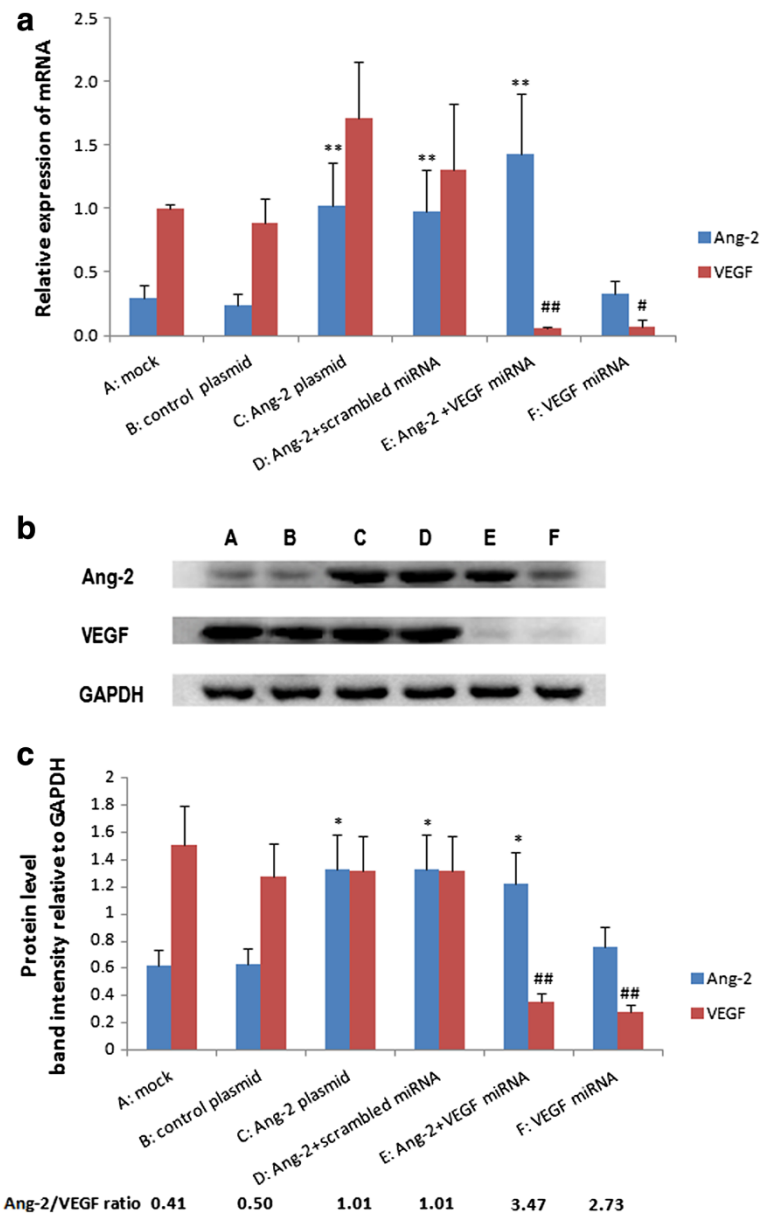 a
Relative expression of mRNA
2.5
2.0
1.5
1.0
0.5
0.0
**
**
**
##
#
Ang-2
VEGF
A: mock
B: control plasmid
C: Ang-2 plasmid
D: Ang-2+scrambled miRNA
E: Ang-2 +VEGF miRNA
F: VEGF miRNA
b
A B C D E F
Ang-2
VEGF
GAPDH
c
Protein level
band intensity relative to GAPDH
2
1.8
1.6
1.4
1.2
1
0.8
0.6
0.4
0.2
0
*
*
*
##
##
Ang-2
VEGF
A: mock
B: control plasmid
C: Ang-2 plasmid
D: Ang-2+scrambled miRNA
E: Ang-2+VEGF miRNA
F: VEGF miRNA
Ang-2/VEGF ratio 0.41 0.50 1.01 1.01 3.47 2.73